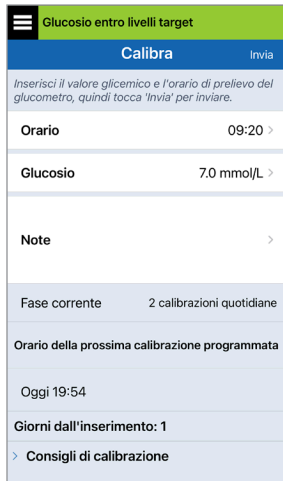 Glucosio entro livelli target
Calibra
Invia
Inserisci il valore glicemico e l'orario di prelievo del
glucometro, quindi tocca 'Invia' per inviare.
Orario 09:20
Glucosio 7.0 mmol/L
Note
Fase corrente 2 calibrazioni quotidiane
Orario della prossima calibrazione programmata
Oggi 19:54
Giorni dall'inserimento: 1
Consigli di calibrazione